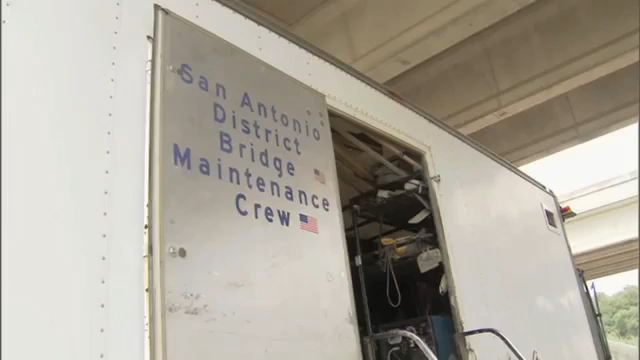 San Antonio
District
Bridge
Maintenance
Crew